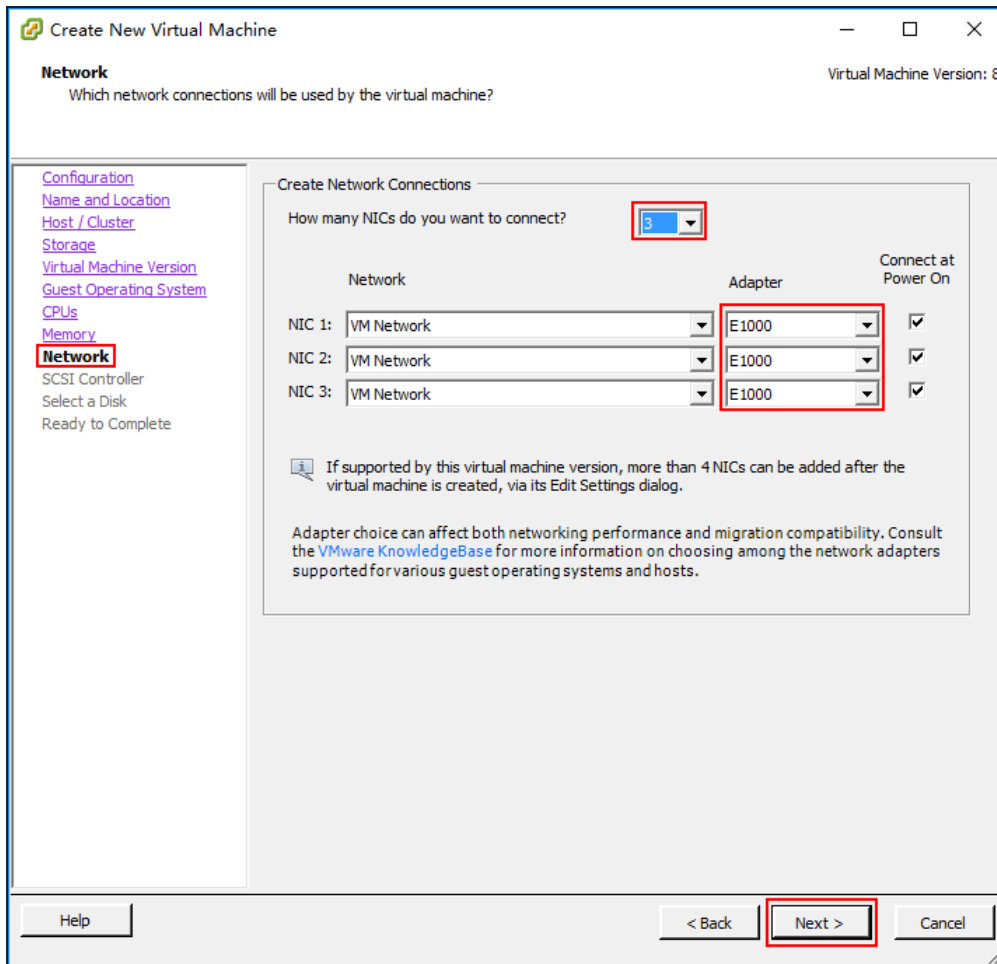 Create New Virtual Machine
Network
Virtual Machine Version: 8
Which network connections will be used by the virtual machine?
Configuration
Name and Location
Host / Cluster
Storage
Virtual Machine Version
Guest Operating System
CPUs
Memory
Network
SCSI Controller
Select a Disk
Ready to Complete
Create Network Connections
How many NICs do you want to connect? 3
Network
Adapter
Connect at
Power On
NIC 1: VM Network E1000
NIC 2: VM Network E1000
NIC 3: VM Network E1000
If supported by this virtual machine version, more than 4 NICs can be added after the
virtual machine is created, via its Edit Settings dialog.
Adapter choice can affect both networking performance and migration compatibility. Consult
the VMware KnowledgeBase for more information on choosing among the network adapters
supported for various guest operating systems and hosts.
Help
< Back
Next >
Cancel